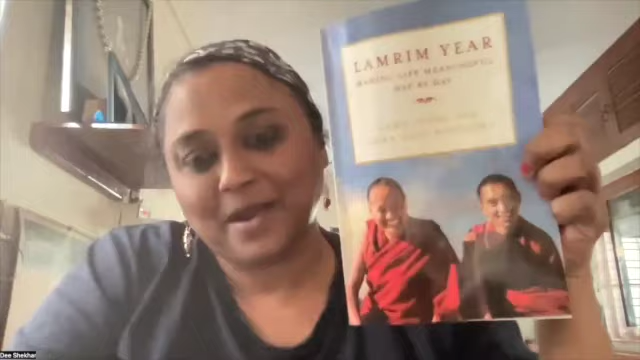 LAMRIM YEAR
MAKING LIFE MEANINGFUL
DAY BY DAY
Dee Shekhar